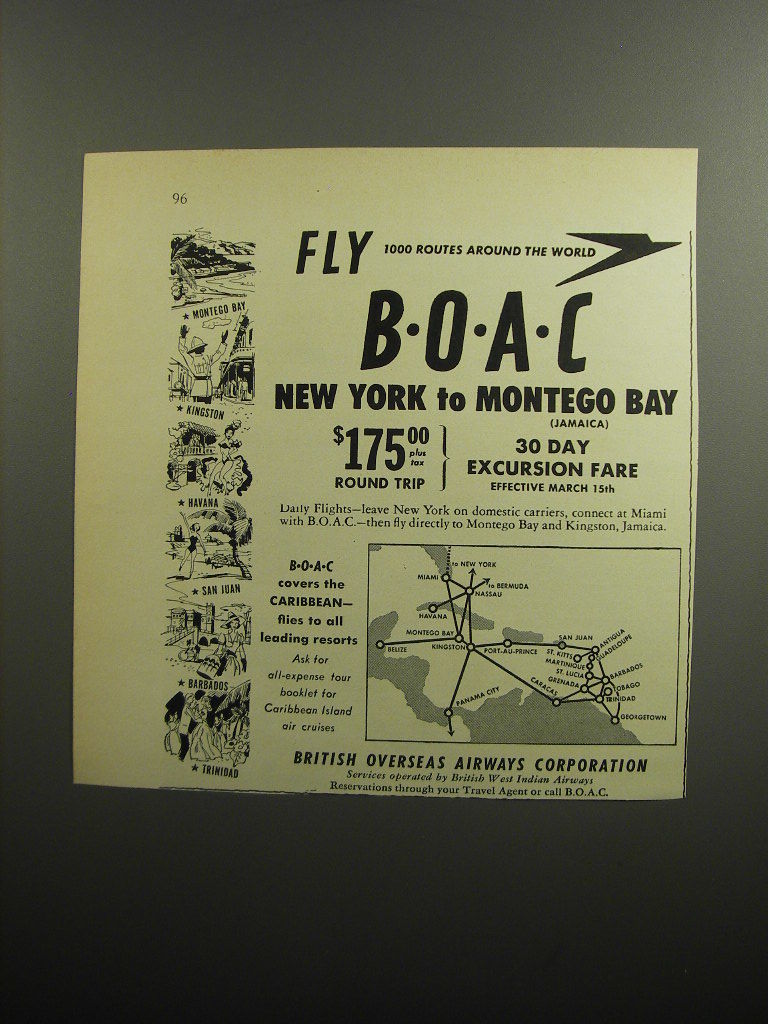 96
FLY 1000 ROUTES AROUND THE WORLD
B·O·A·C
NEW YORK to MONTEGO BAY
(JAMAICA)
$175.00 plus tax
ROUND TRIP
30 DAY
EXCURSION FARE
EFFECTIVE MARCH 15th
Daily Flights—leave New York on domestic carriers, connect at Miami
with B.O.A.C.—then fly directly to Montego Bay and Kingston, Jamaica.
★ MONTEGO BAY
★ KINGSTON
★ HAVANA
★ SAN JUAN
★ BARBADOS
★ TRINIDAD
B·O·A·C
covers the
CARIBBEAN—
flies to all
leading resorts
Ask for
all-expense tour
booklet for
Caribbean Island
air cruises
to NEW YORK
MIAMI
to BERMUDA
NASSAU
HAVANA
MONTEGO BAY
BELIZE
KINGSTON
PORT-AU-PRINCE
SAN JUAN
ANTIGUA
ST. KITTS
GUADELOUPE
MARTINIQUE
ST. LUCIA
BARBADOS
GRENADA
CARACAS
TOBAGO
TRINIDAD
PANAMA CITY
GEORGETOWN
BRITISH OVERSEAS AIRWAYS CORPORATION
Services operated by British West Indian Airways
Reservations through your Travel Agent or call B.O.A.C.